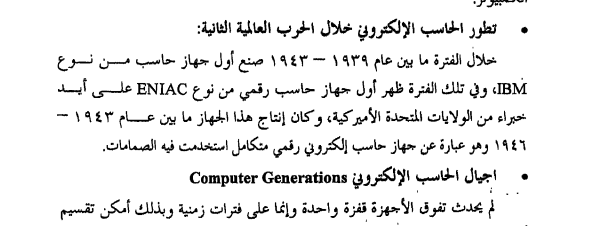 الكمبيوتر.
• تطور الحاسب الإلكتروني خلال الحرب العالمية الثانية:
خلال الفترة ما بين عام ١٩٣٩ – ١٩٤٣ صنع أول جهاز حاسب من نوع
IBM، وفي تلك الفترة ظهر أول جهاز حاسب رقمي من نوع ENIAC على أيد
خبراء من الولايات المتحدة الأميركية، وكان إنتاج هذا الجهاز ما بين عام ١٩٤٣ –
١٩٤٦ وهو عبارة عن جهاز حاسب إلكتروني رقمي متكامل استخدمت فيه الصمامات.
• اجيال الحاسب الإلكتروني Computer Generations
لم يحدث تفوق الأجهزة قفزة واحدة وإنما على فترات زمنية وبذلك أمكن تقسيم